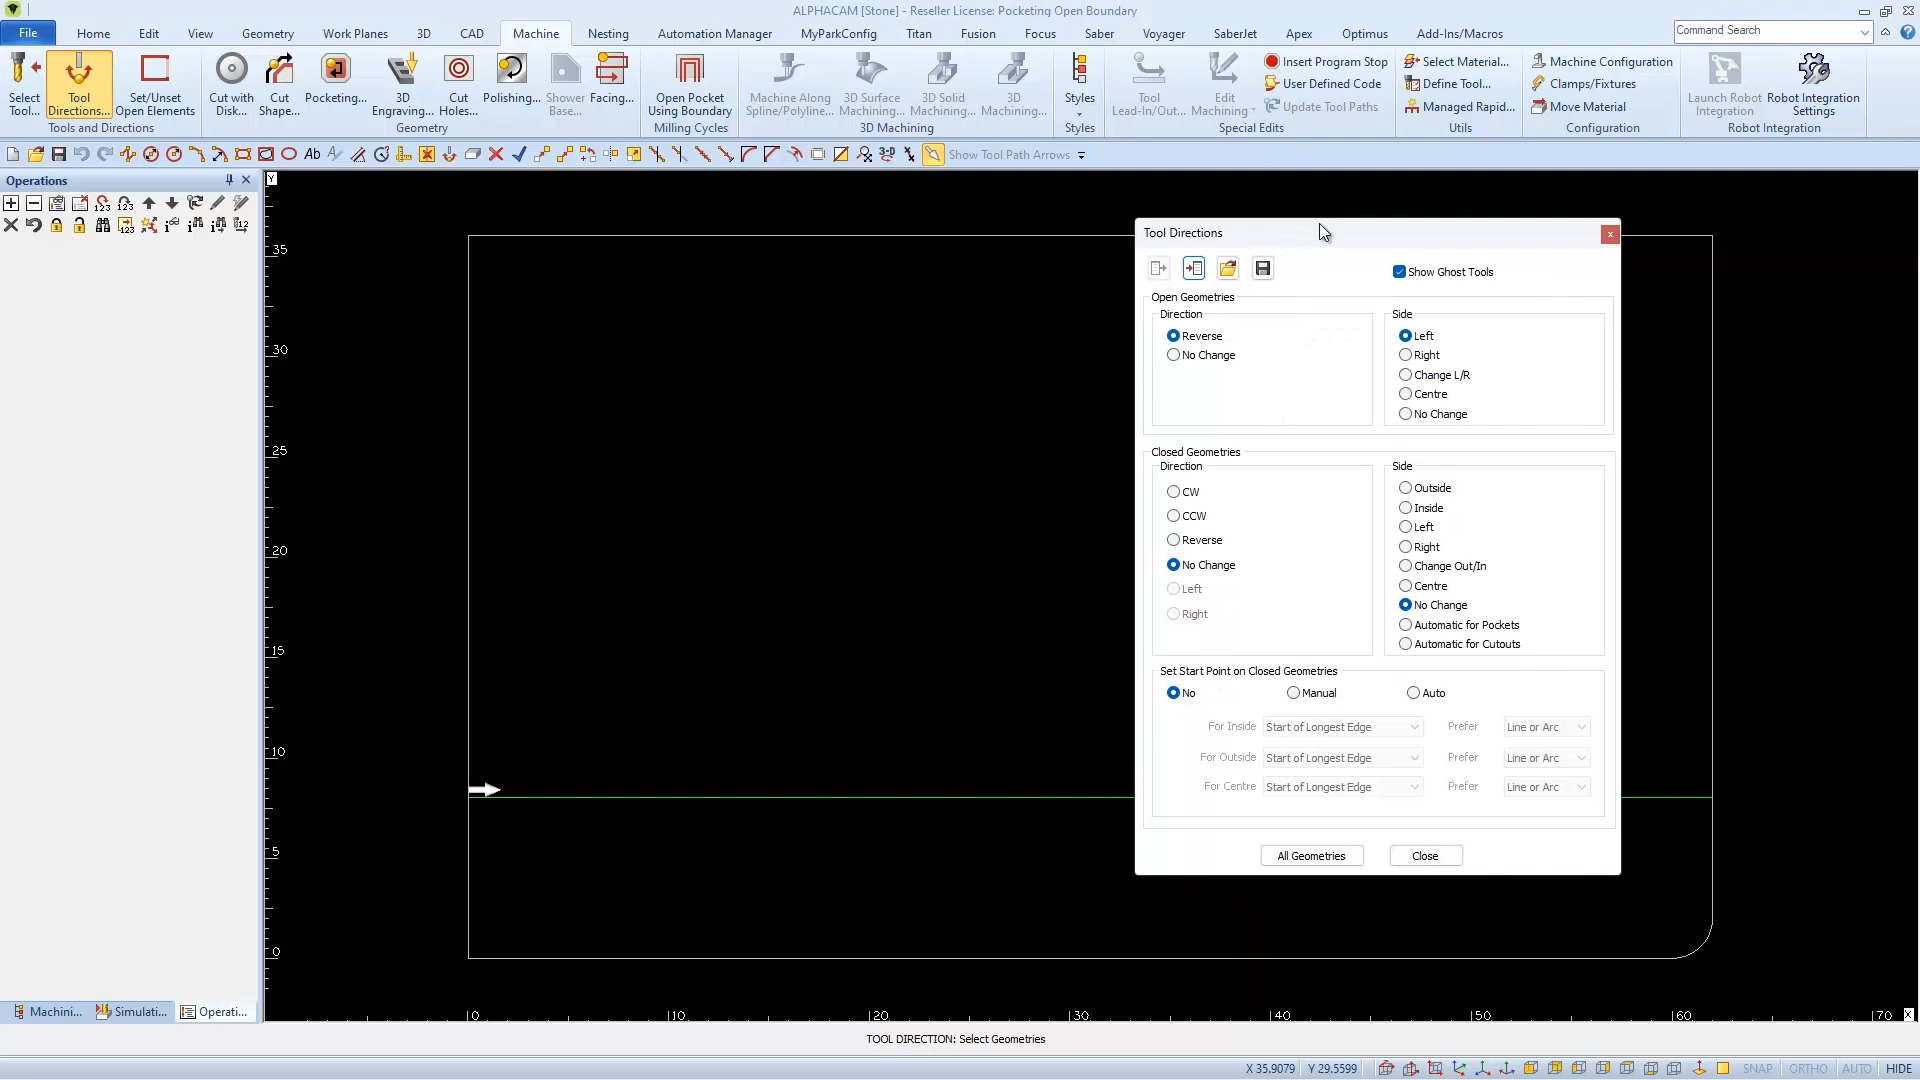 ALPHACAM [Stone] - Reseller License: Pocketing Open Boundary
File Home Edit View Geometry Work Planes 3D CAD Machine Nesting Automation Manager MyParkConfig Titan Fusion Focus Saber Voyager SaberJet Apex Optimus Add-Ins/Macros Command Search
Select Tool... Tool Directions... Set/Unset Open Elements
Tools and Directions
Cut with Disk... Cut Shape... Pocketing... 3D Engraving... Cut Holes... Polishing... Shower Base... Facing...
Geometry
Open Pocket Using Boundary
Milling Cycles
Machine Along Spline/Polyline... 3D Surface Machining... 3D Solid Machining... 3D Machining...
3D Machining
Styles
Styles
Tool Lead-In/Out... Edit Machining
Insert Program Stop
User Defined Code
Update Tool Paths
Special Edits
Select Material...
Define Tool...
Managed Rapid...
Utils
Machine Configuration
Clamps/Fixtures
Move Material
Configuration
Launch Robot Integration Robot Integration Settings
Robot Integration
Abc
3-D
Show Tool Path Arrows
Operations
123 123
123 12
Y
35
30
25
20
15
10
5
0
0 10 20 30 40 50 60 70 X
Tool Directions
Show Ghost Tools
Open Geometries
Direction
Reverse
No Change
Side
Left
Right
Change L/R
Centre
No Change
Closed Geometries
Direction
CW
CCW
Reverse
No Change
Left
Right
Side
Outside
Inside
Left
Right
Change Out/In
Centre
No Change
Automatic for Pockets
Automatic for Cutouts
Set Start Point on Closed Geometries
No Manual Auto
For Inside Start of Longest Edge Prefer Line or Arc
For Outside Start of Longest Edge Prefer Line or Arc
For Centre Start of Longest Edge Prefer Line or Arc
All Geometries Close
Machini... Simulati... Operati...
TOOL DIRECTION: Select Geometries
X 35.9079 Y 29.5599 SNAP ORTHO AUTO HIDE